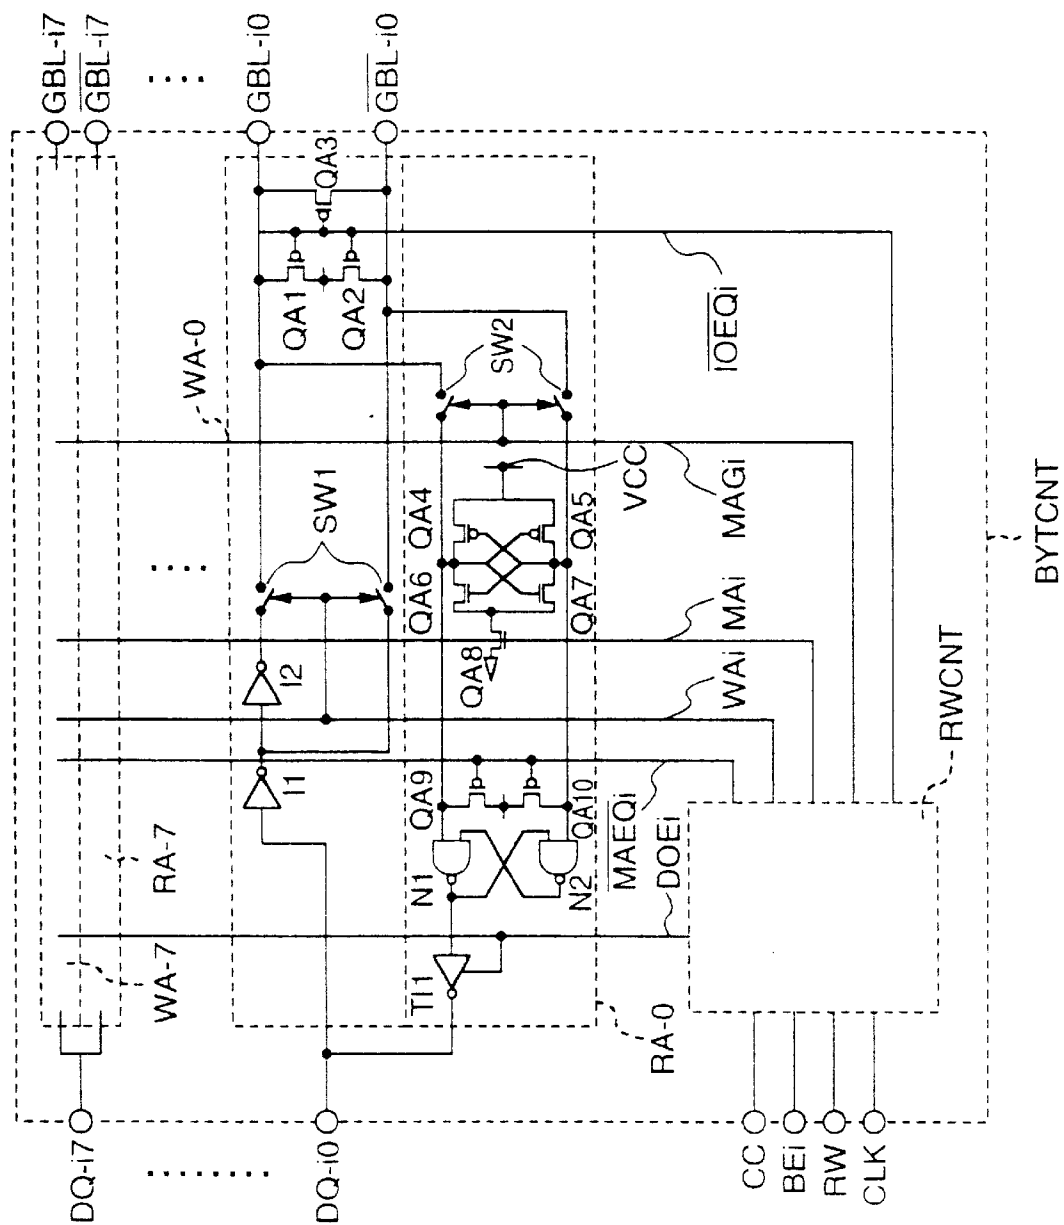 GBL-i7
GBL-i7
GBL-i0
GBL-i0
WA-0
QA3
QA1
QA2
SW2
IOEQi
SW1
QA4
QA5
VCC
MAGi
BYTCNT
QA6
QA7
MAi
QA8
I2
WAi
RWCNT
I1
QA9
QA10
MAEQi
DOEi
RA-7
N1
N2
WA-7
TI1
RA-0
DQ-i7
DQ-i0
CC
BEi
RW
CLK